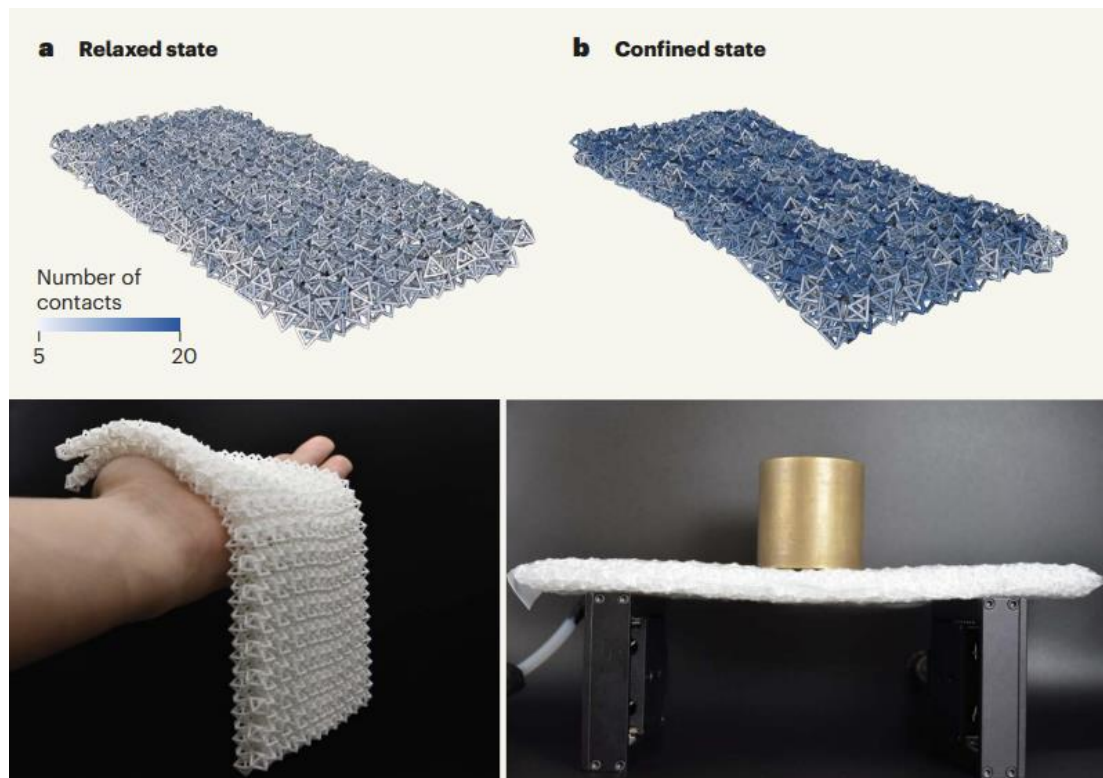 a Relaxed state
b Confined state
Number of
contacts
5 20